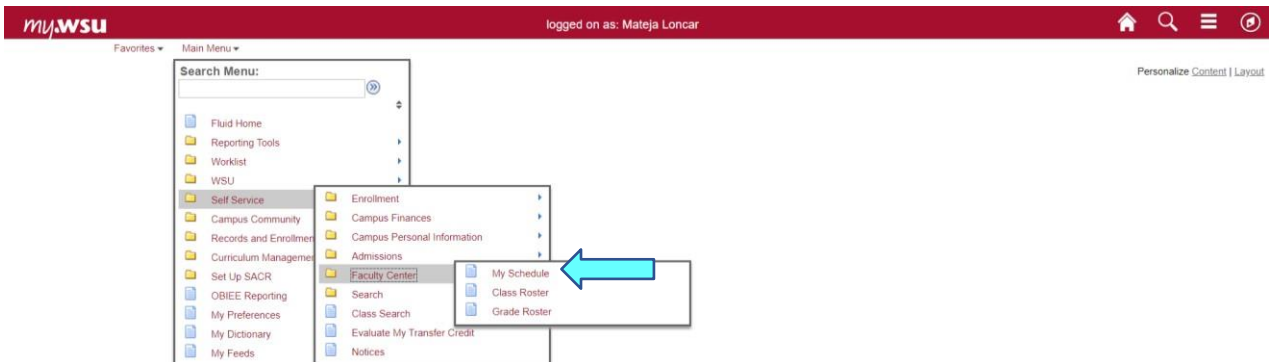 my.wsu
logged on as: Mateja Loncar
Favorites
Main Menu
Personalize Content | Layout
Search Menu:
Fluid Home
Reporting Tools
Worklist
WSU
Self Service
Campus Community
Records and Enrollmen
Curriculum Managemen
Set Up SACR
OBIEE Reporting
My Preferences
My Dictionary
My Feeds
Enrollment
Campus Finances
Campus Personal Information
Admissions
Faculty Center
Search
Class Search
Evaluate My Transfer Credit
Notices
My Schedule
Class Roster
Grade Roster